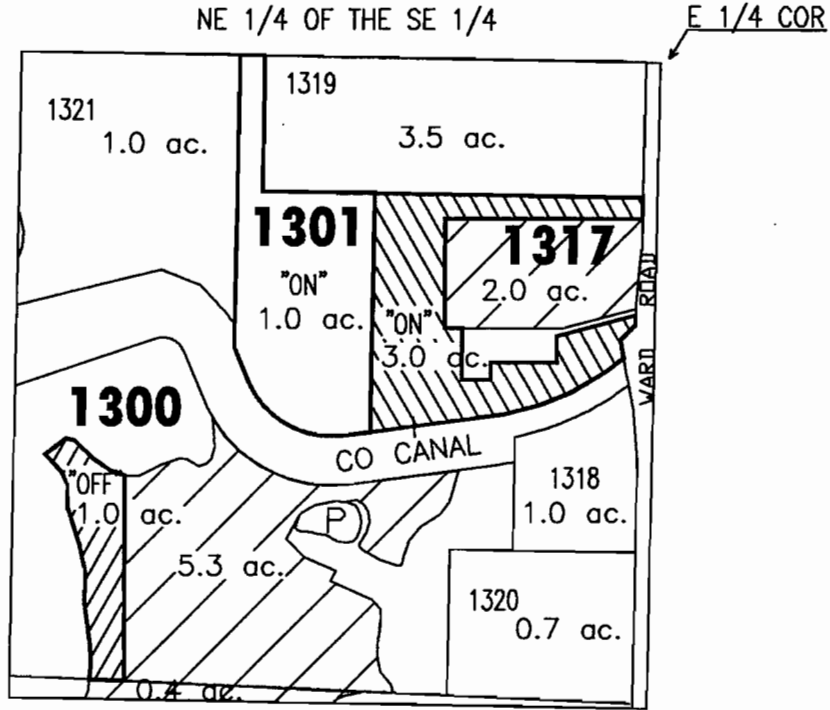 NE 1/4 OF THE SE 1/4
E 1/4 COR
1321
1.0 ac.
1319
3.5 ac.
1301
"ON"
1.0 ac.
1317
2.0 ac.
"ON"
3.0 ac.
WARD ROAD
1300
CO CANAL
"OFF"
1.0 ac.
5.3 ac.
P
1318
1.0 ac.
1320
0.7 ac.
0.4 ac.